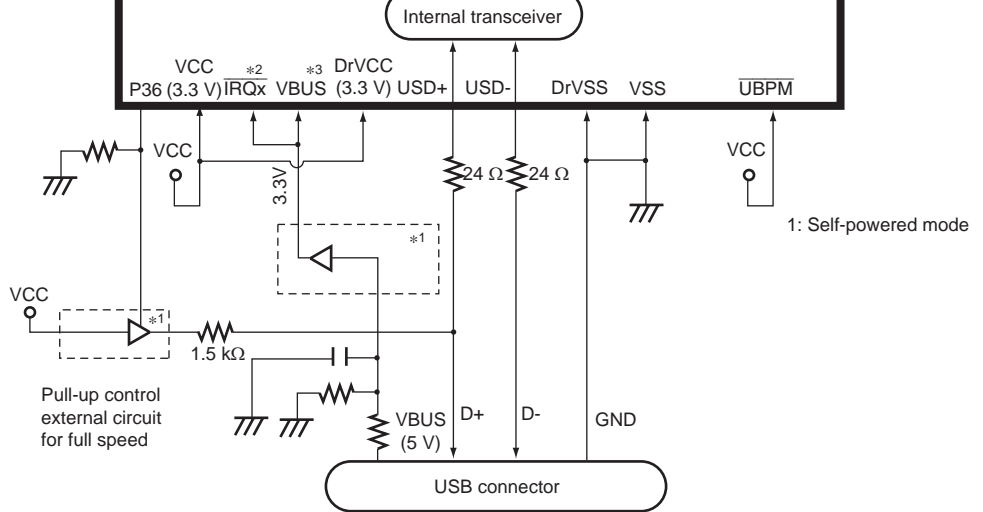 Internal transceiver
VCC *2 *3 DrVCC
P36 (3.3 V) IRQx VBUS (3.3 V) USD+ USD- DrVSS VSS UBPM
VCC
VCC
3.3V
24 Ω
24 Ω
1: Self-powered mode
*1
VCC
*1
1.5 kΩ
Pull-up control
external circuit
for full speed
VBUS
(5 V)
D+
D-
GND
USB connector